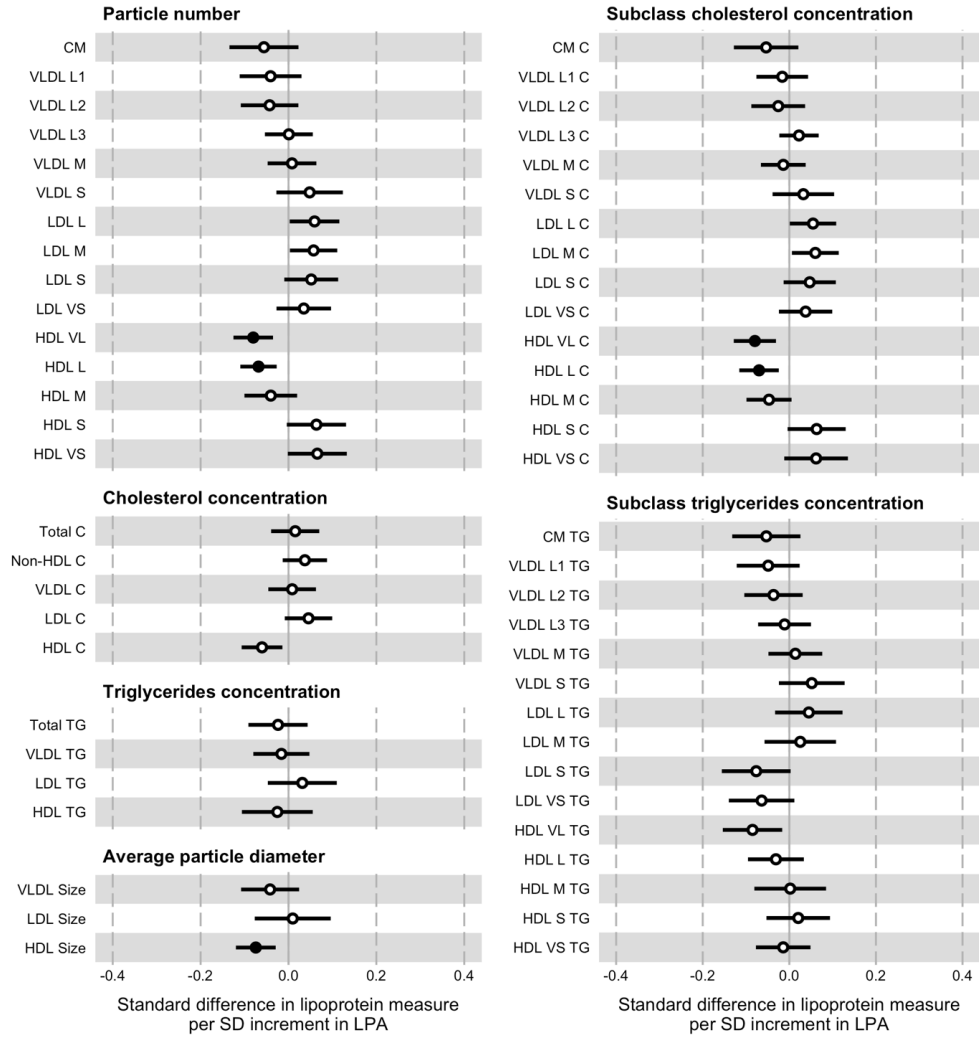 Particle number
CM
VLDL L1
VLDL L2
VLDL L3
VLDL M
VLDL S
LDL L
LDL M
LDL S
LDL VS
HDL VL
HDL L
HDL M
HDL S
HDL VS
Cholesterol concentration
Total C
Non-HDL C
VLDL C
LDL C
HDL C
Triglycerides concentration
Total TG
VLDL TG
LDL TG
HDL TG
Average particle diameter
VLDL Size
LDL Size
HDL Size
-0.4 -0.2 0.0 0.2 0.4
Standard difference in lipoprotein measure
per SD increment in LPA
Subclass cholesterol concentration
CM C
VLDL L1 C
VLDL L2 C
VLDL L3 C
VLDL M C
VLDL S C
LDL L C
LDL M C
LDL S C
LDL VS C
HDL VL C
HDL L C
HDL M C
HDL S C
HDL VS C
Subclass triglycerides concentration
CM TG
VLDL L1 TG
VLDL L2 TG
VLDL L3 TG
VLDL M TG
VLDL S TG
LDL L TG
LDL M TG
LDL S TG
LDL VS TG
HDL VL TG
HDL L TG
HDL M TG
HDL S TG
HDL VS TG
-0.4 -0.2 0.0 0.2 0.4
Standard difference in lipoprotein measure
per SD increment in LPA